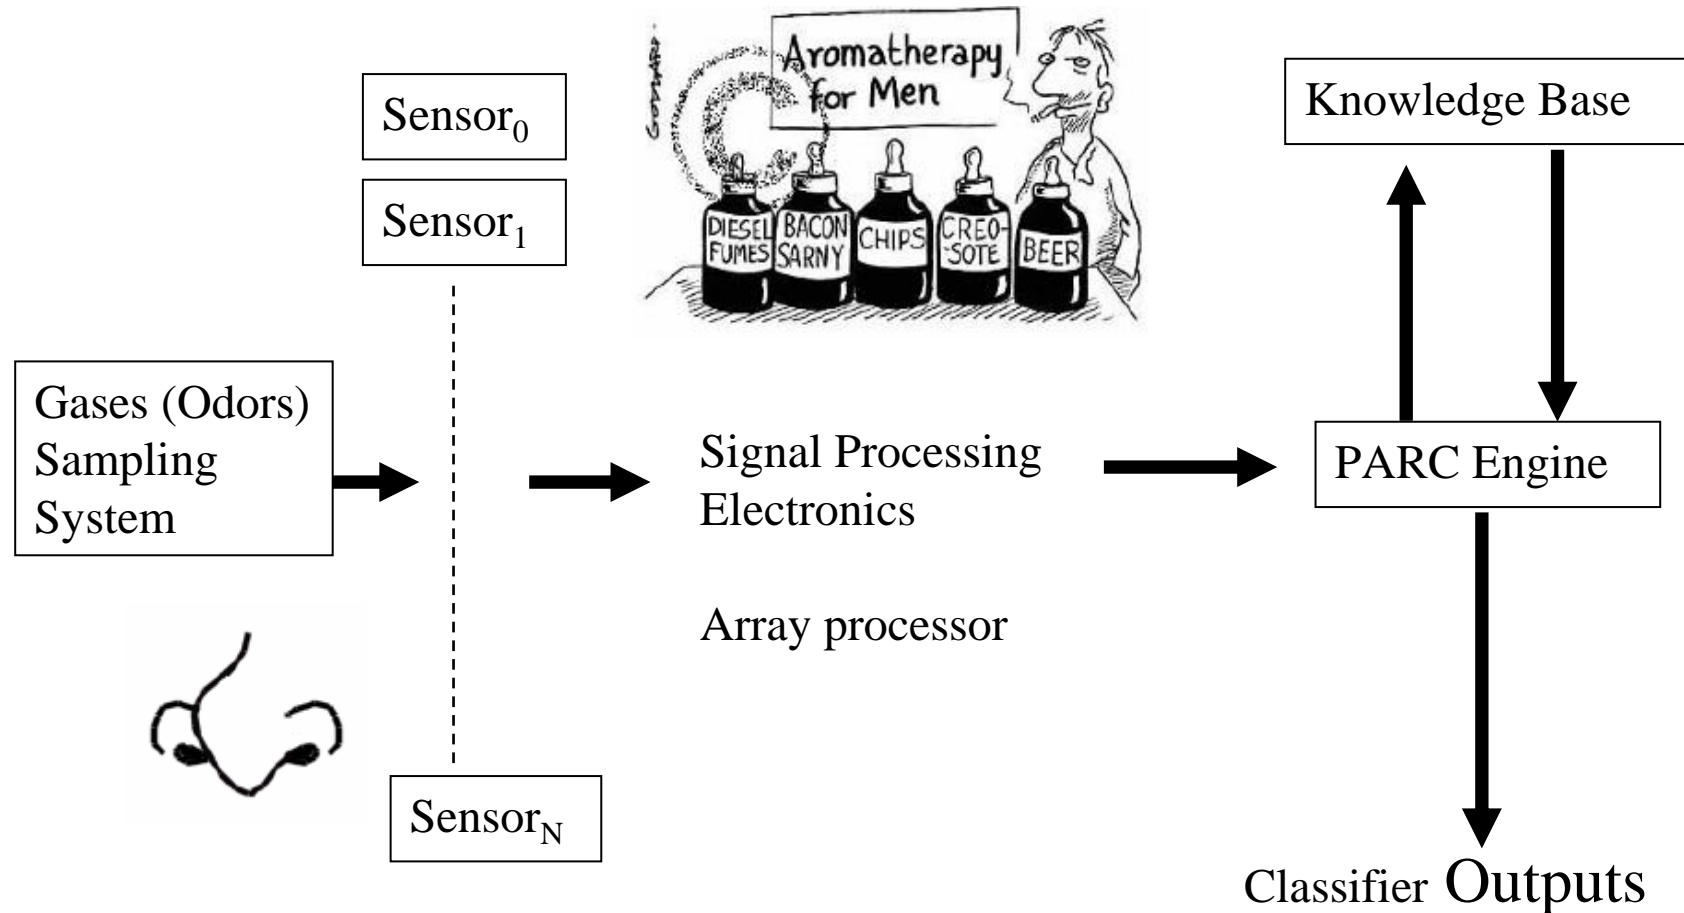 Sensor0
Sensor1
GODDARD.
Aromatherapy
for Men
DIESEL
FUMES
BACON
SARNY
CHIPS
CREO-
-SOTE
BEER
Knowledge Base
Gases (Odors)
Sampling
System
Signal Processing
Electronics
Array processor
PARC Engine
SensorN
Classifier Outputs